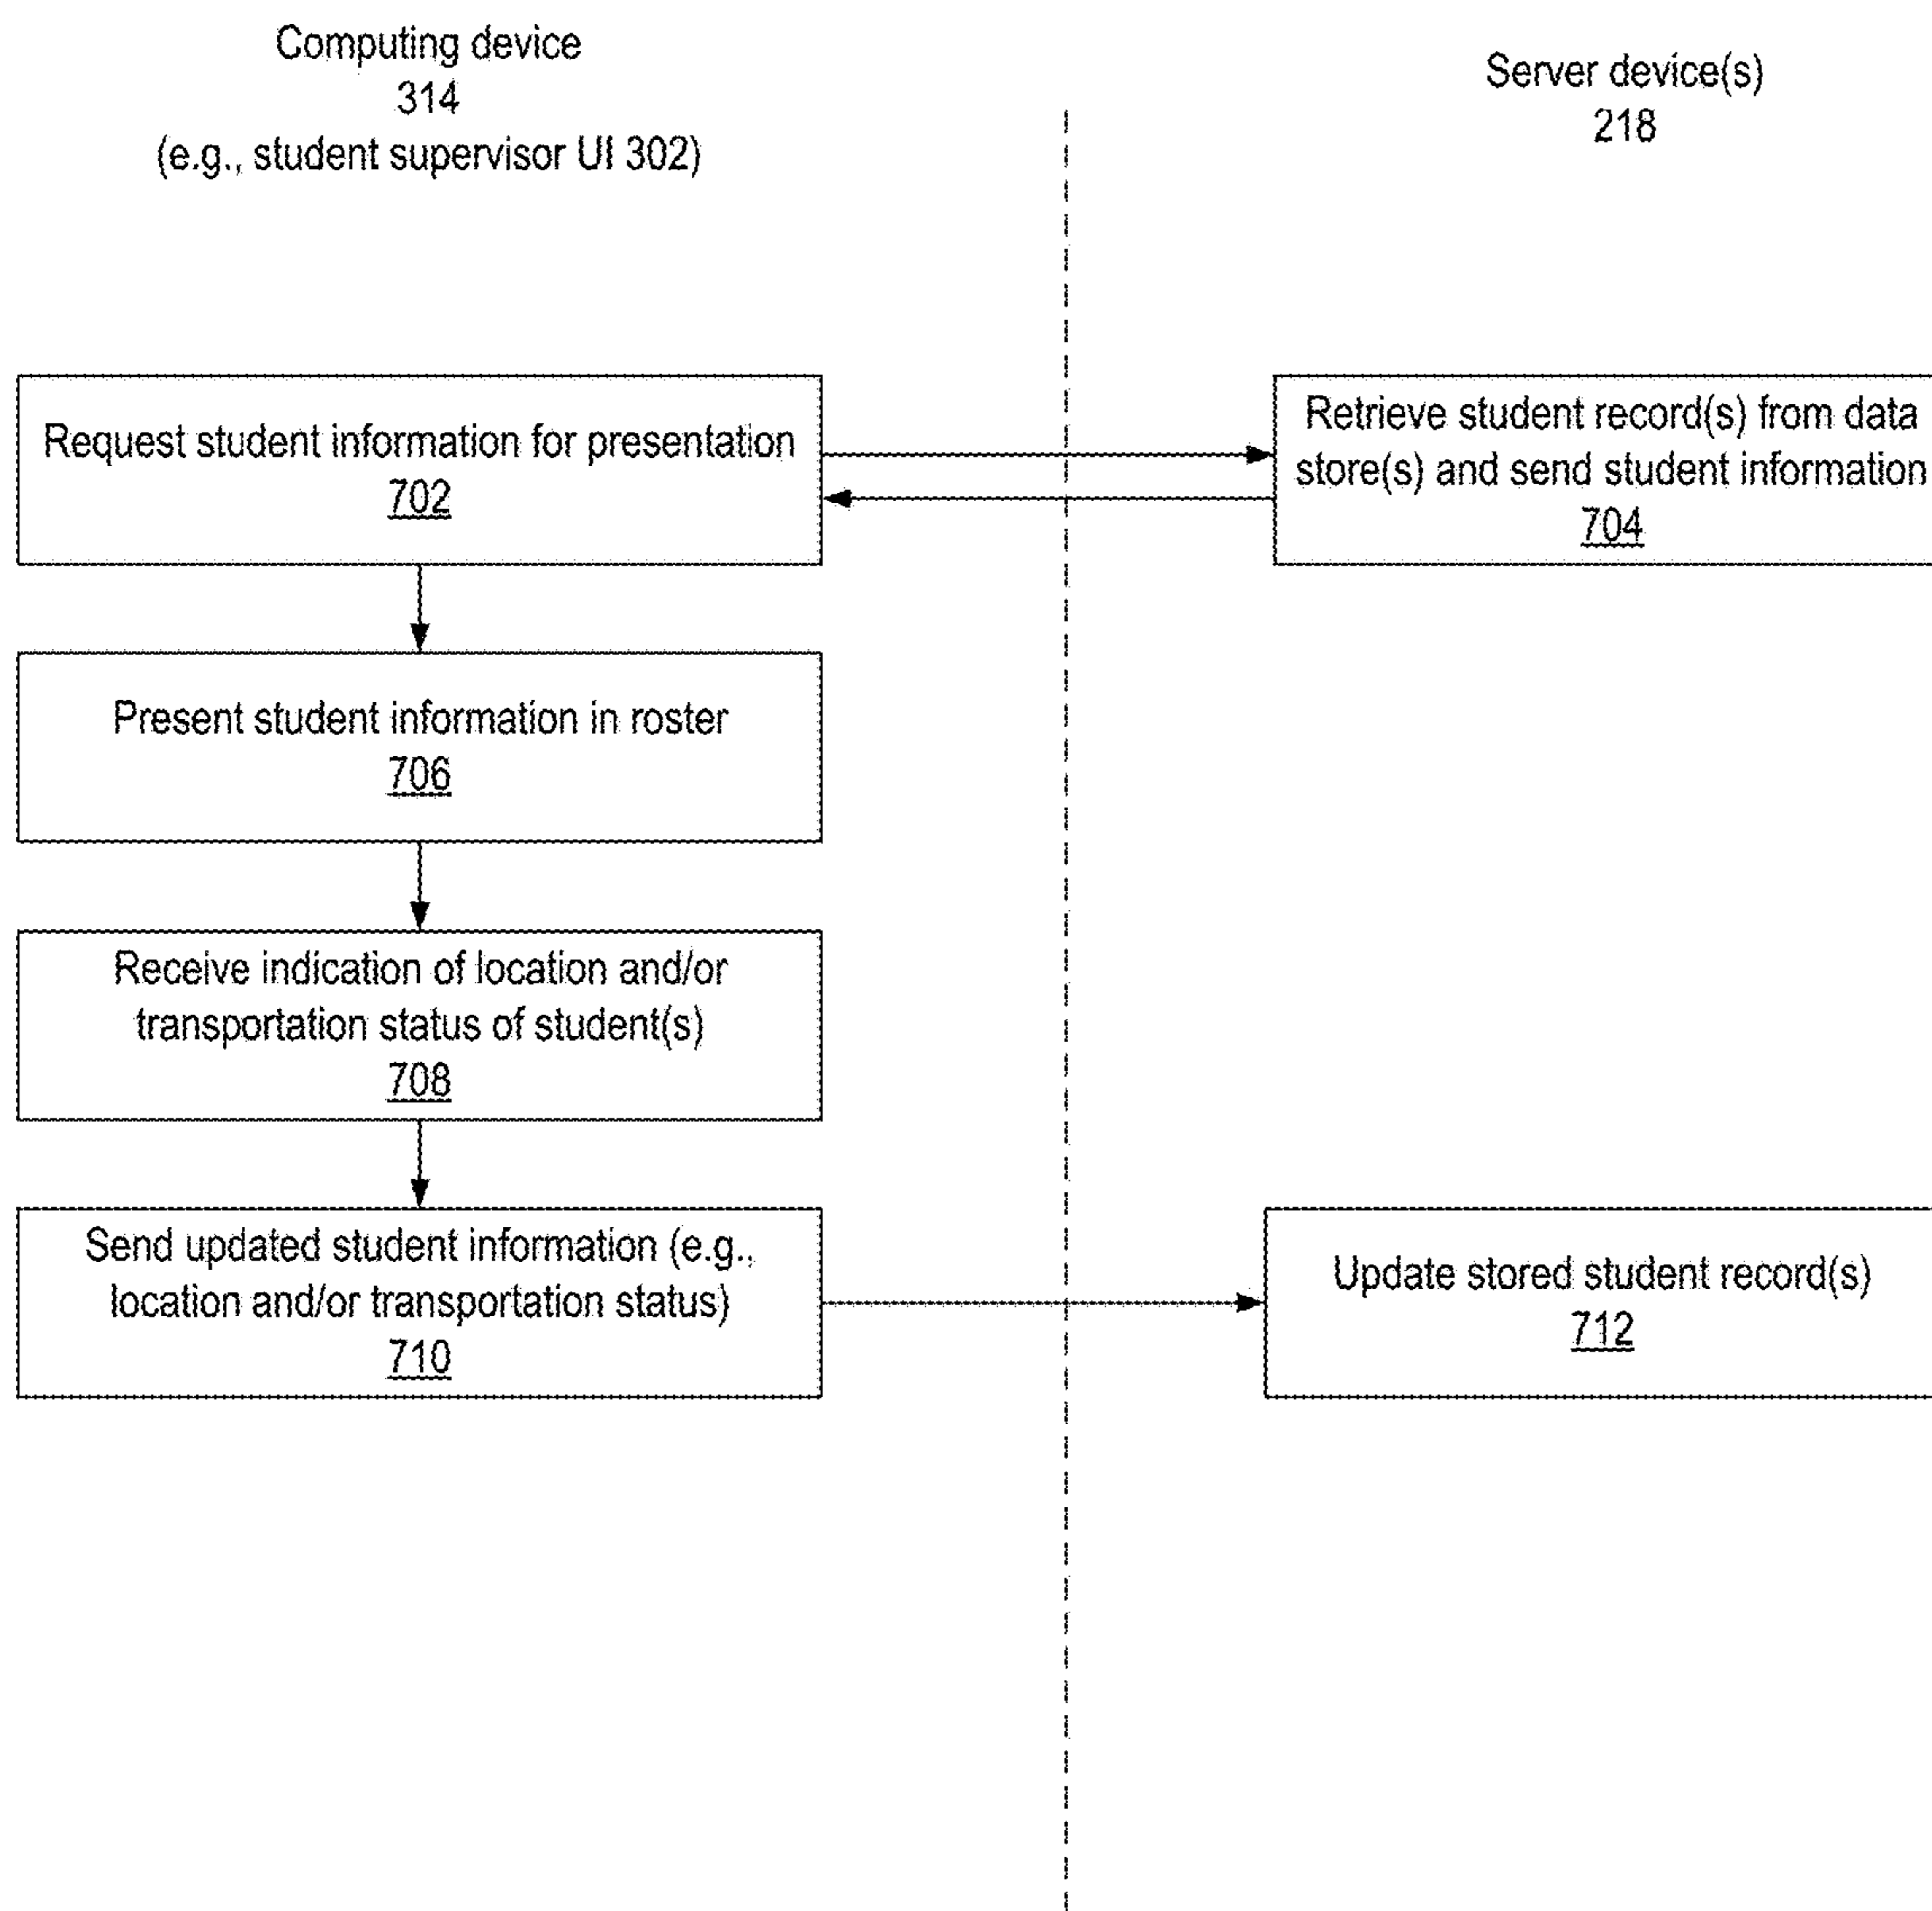 Computing device
314
(e.g., student supervisor UI 302)
Server device(s)
218
Request student information for presentation
702
Retrieve student record(s) from data
store(s) and send student information
704
Present student information in roster
706
Receive indication of location and/or
transportation status of student(s)
708
Send updated student information (e.g.,
location and/or transportation status)
710
Update stored student record(s)
712